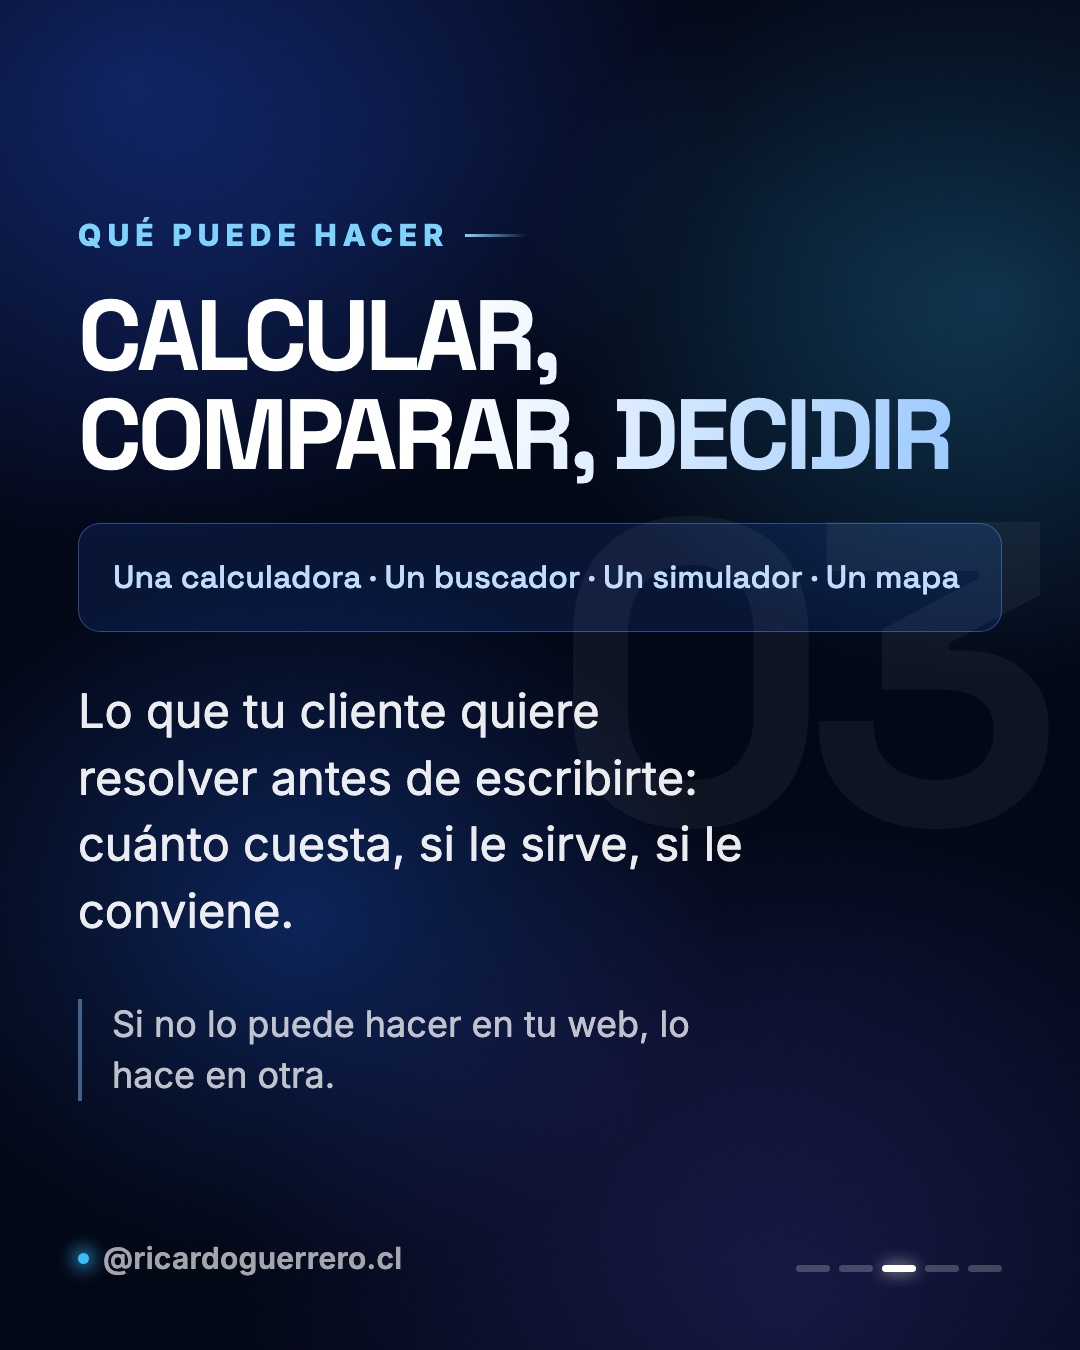 QUÉ PUEDE HACER
CALCULAR,
COMPARAR, DECIDIR
Una calculadora · Un buscador · Un simulador · Un mapa
03
Lo que tu cliente quiere
resolver antes de escribirte:
cuánto cuesta, si le sirve, si le
conviene.
Si no lo puede hacer en tu web, lo
hace en otra.
@ricardoguerrero.cl